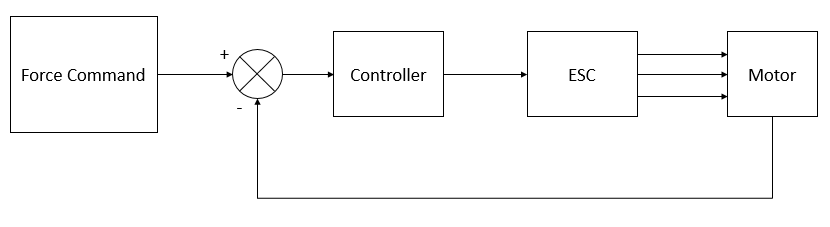 Force Command
+
-
Controller
ESC
Motor